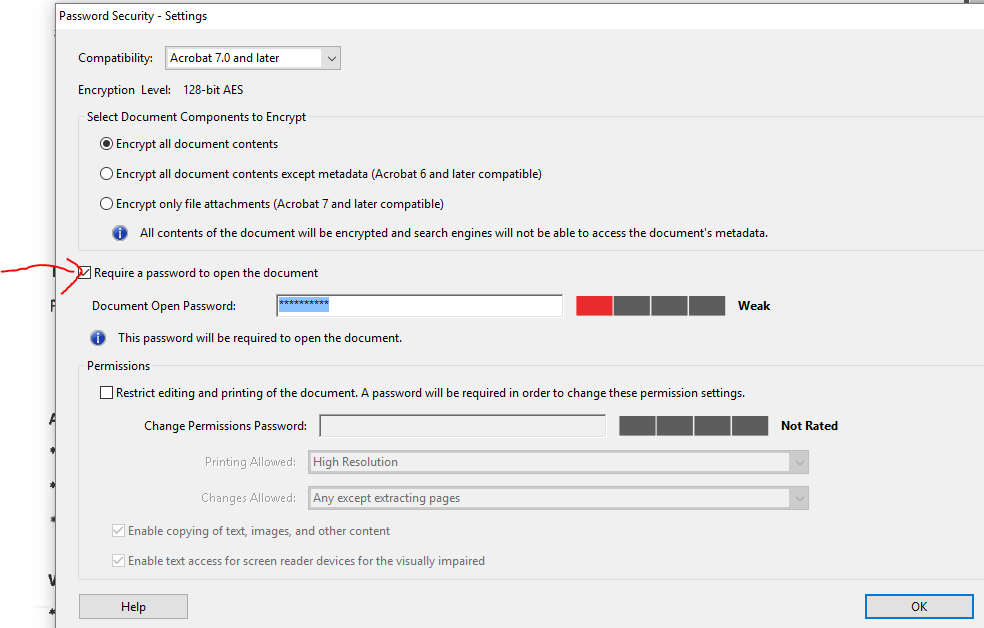 Password Security - Settings
Compatibility: Acrobat 7.0 and later
Encryption Level: 128-bit AES
Select Document Components to Encrypt
Encrypt all document contents
Encrypt all document contents except metadata (Acrobat 6 and later compatible)
Encrypt only file attachments (Acrobat 7 and later compatible)
All contents of the document will be encrypted and search engines will not be able to access the document's metadata.
Require a password to open the document
Document Open Password: ********** Weak
This password will be required to open the document.
Permissions
Restrict editing and printing of the document. A password will be required in order to change these permission settings.
Change Permissions Password: Not Rated
Printing Allowed: High Resolution
Changes Allowed: Any except extracting pages
Enable copying of text, images, and other content
Enable text access for screen reader devices for the visually impaired
Help OK